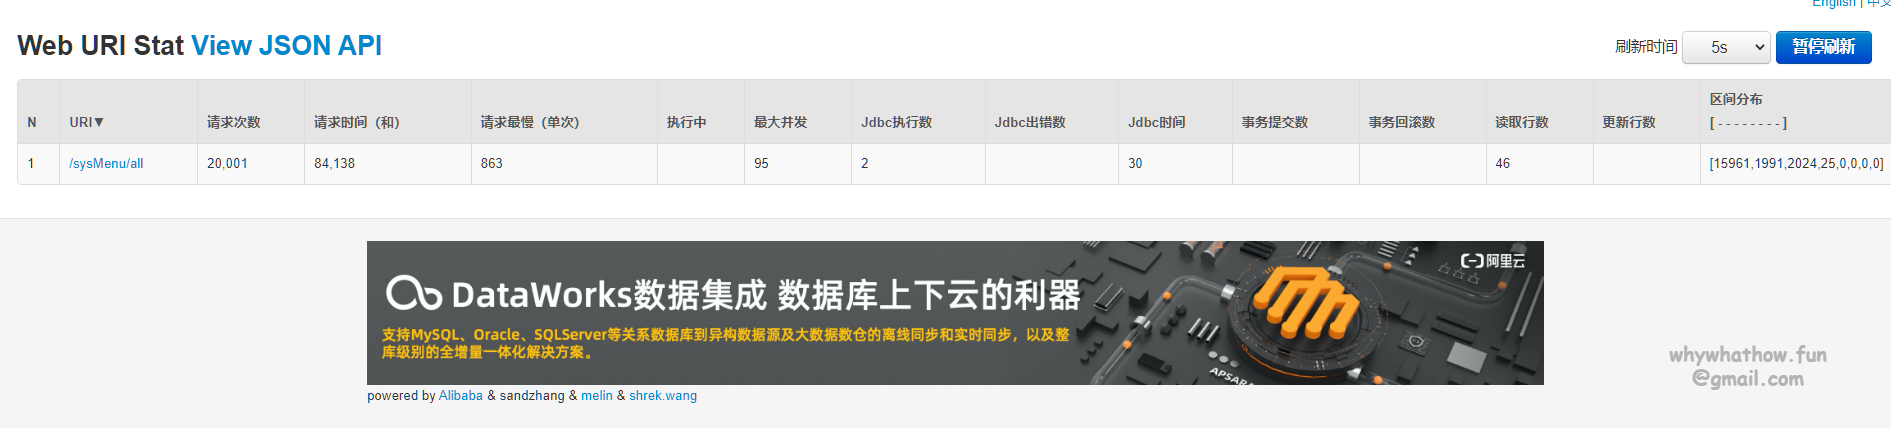 English | 中文
Web URI Stat View JSON API
刷新时间 5s 暂停刷新
N URI▼ 请求次数 请求时间（和） 请求最慢（单次） 执行中 最大并发 Jdbc执行数 Jdbc出错数 Jdbc时间 事务提交数 事务回滚数 读取行数 更新行数 区间分布
[ - - - - - - - - ]
1 /sysMenu/all 20,001 84,138 863 95 2 30 46 [15961,1991,2024,25,0,0,0,0]
阿里云
DataWorks数据集成 数据库上下云的利器
支持MySQL、Oracle、SQLServer等关系数据库到异构数据源及大数据数仓的离线同步和实时同步，以及整
库级别的全增量一体化解决方案。
APSARA
whywhathow.fun
@gmail.com
powered by Alibaba & sandzhang & melin & shrek.wang